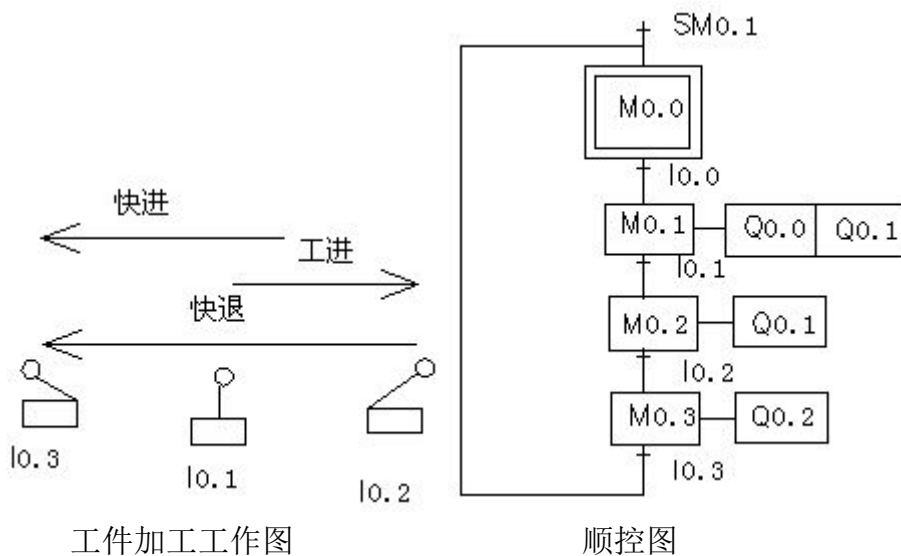 SM0.1
M0.0
I0.0
快进
M0.1 Q0.0 Q0.1
工进
I0.1
快退
M0.2 Q0.1
I0.2
M0.3 Q0.2
I0.3
I0.3
I0.1
I0.2
工件加工工作图 顺控图